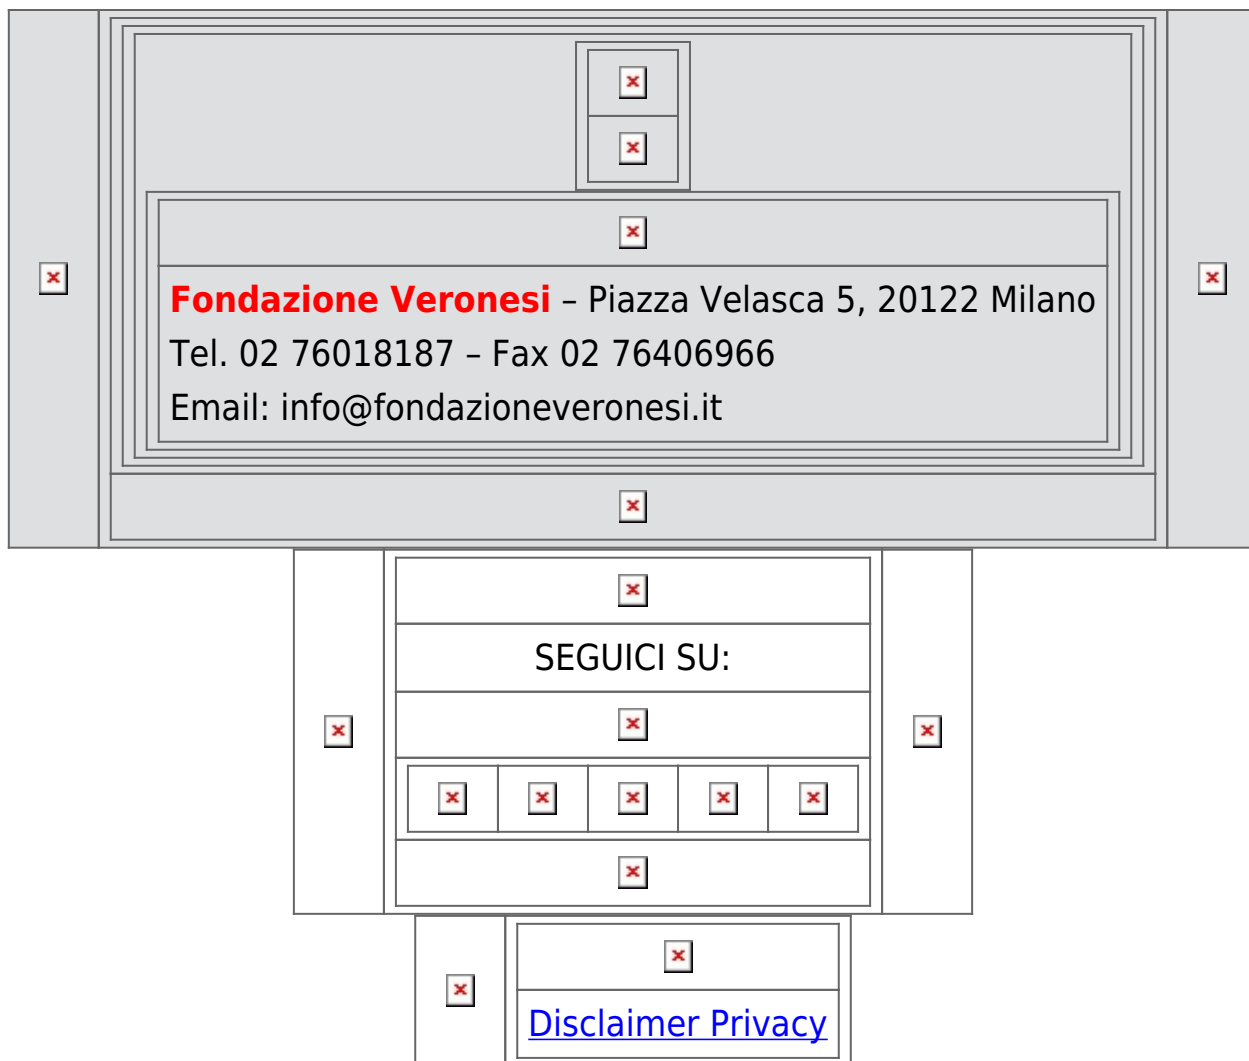 Fondazione Veronesi – Piazza Velasca 5, 20122 Milano
Tel. 02 76018187 – Fax 02 76406966
Email: info@fondazioneveronesi.it
SEGUICI SU:
Disclaimer Privacy